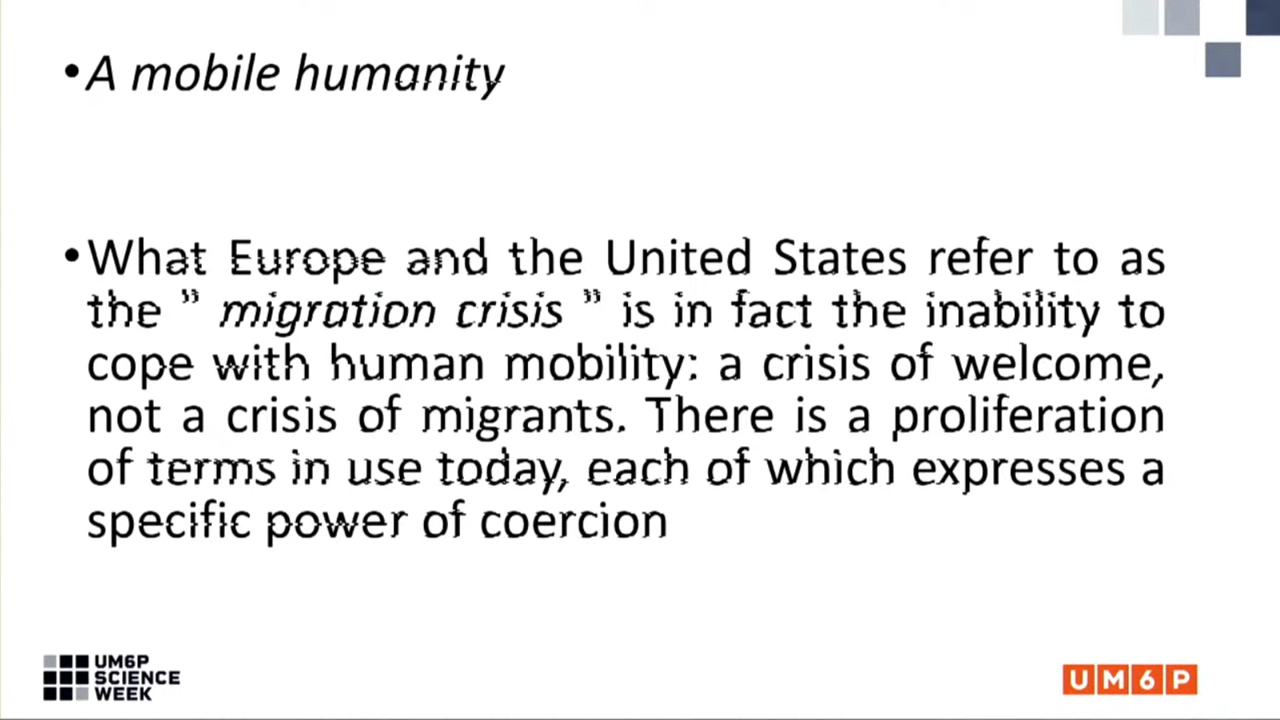 •A mobile humanity
•What Europe and the United States refer to as
the ” migration crisis ” is in fact the inability to
cope with human mobility: a crisis of welcome,
not a crisis of migrants. There is a proliferation
of terms in use today, each of which expresses a
specific power of coercion
UM6P
SCIENCE
WEEK
UM6P